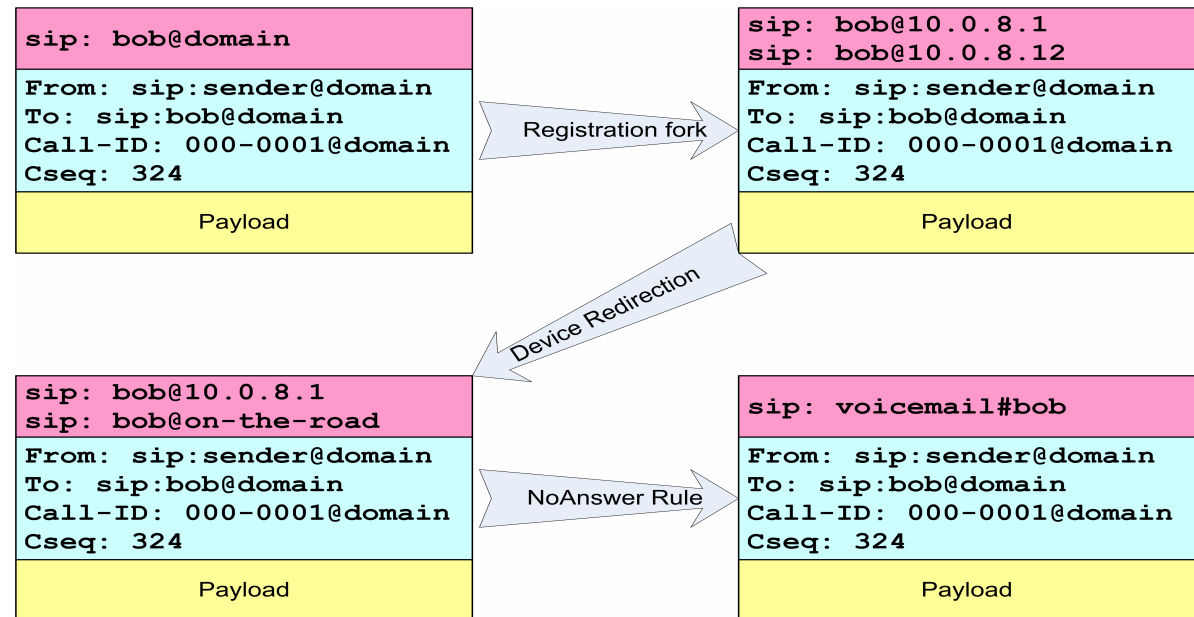 sip: bob@domain
From: sip:sender@domain
To: sip:bob@domain
Call-ID: 000-0001@domain
Cseq: 324
Payload
Registration fork
sip: bob@10.0.8.1
sip: bob@10.0.8.12
From: sip:sender@domain
To: sip:bob@domain
Call-ID: 000-0001@domain
Cseq: 324
Payload
Device Redirection
sip: bob@10.0.8.1
sip: bob@on-the-road
From: sip:sender@domain
To: sip:bob@domain
Call-ID: 000-0001@domain
Cseq: 324
Payload
NoAnswer Rule
sip: voicemail#bob
From: sip:sender@domain
To: sip:bob@domain
Call-ID: 000-0001@domain
Cseq: 324
Payload